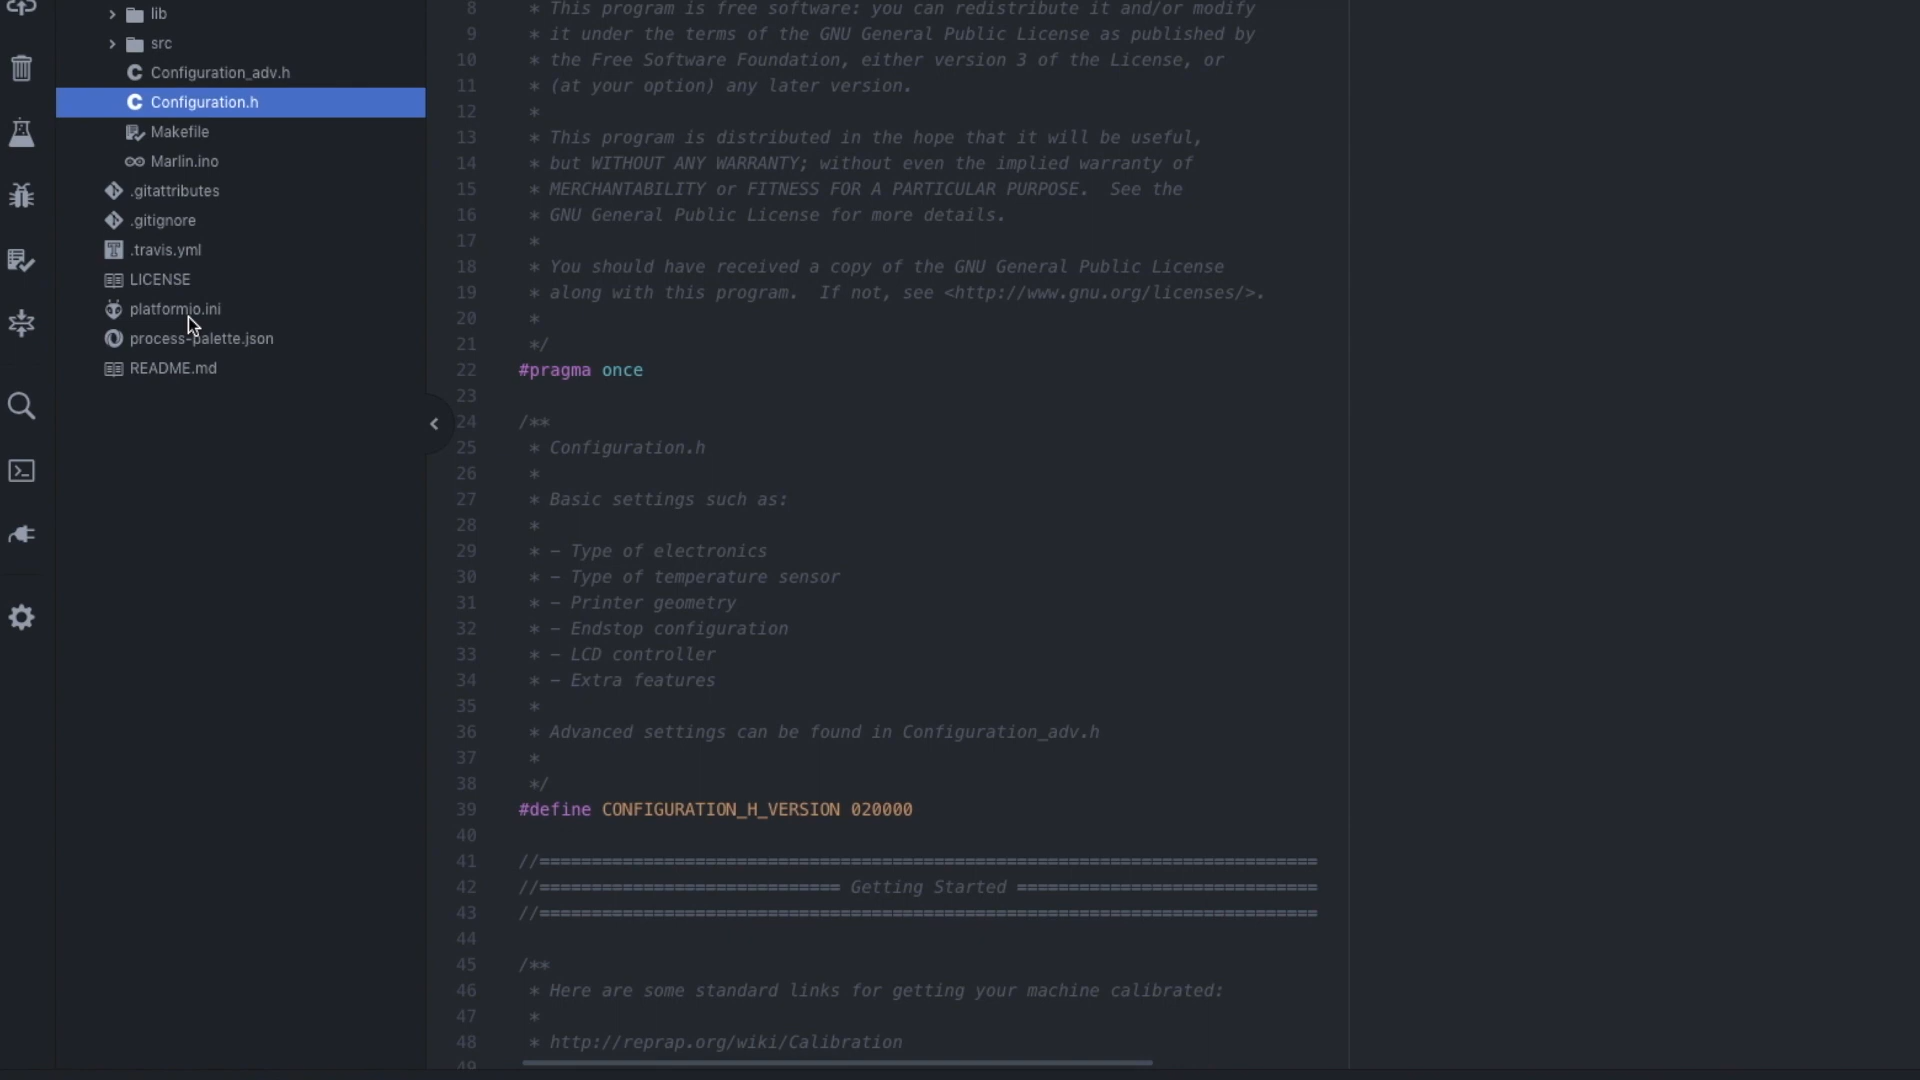 lib
src
Configuration_adv.h
Configuration.h
Makefile
Marlin.ino
.gitattributes
.gitignore
.travis.yml
LICENSE
platformio.ini
process-palette.json
README.md
8 * This program is free software: you can redistribute it and/or modify
9 * it under the terms of the GNU General Public License as published by
10 * the Free Software Foundation, either version 3 of the License, or
11 * (at your option) any later version.
12 *
13 * This program is distributed in the hope that it will be useful,
14 * but WITHOUT ANY WARRANTY; without even the implied warranty of
15 * MERCHANTABILITY or FITNESS FOR A PARTICULAR PURPOSE.  See the
16 * GNU General Public License for more details.
17 *
18 * You should have received a copy of the GNU General Public License
19 * along with this program.  If not, see <http://www.gnu.org/licenses/>.
20 *
21 */
22 #pragma once
23
24 /**
25 * Configuration.h
26 *
27 * Basic settings such as:
28 *
29 * - Type of electronics
30 * - Type of temperature sensor
31 * - Printer geometry
32 * - Endstop configuration
33 * - LCD controller
34 * - Extra features
35 *
36 * Advanced settings can be found in Configuration_adv.h
37 *
38 */
39 #define CONFIGURATION_H_VERSION 020000
40
41 //===========================================================================
42 //============================= Getting Started =============================
43 //===========================================================================
44
45 /**
46 * Here are some standard links for getting your machine calibrated:
47 *
48 * http://reprap.org/wiki/Calibration
49